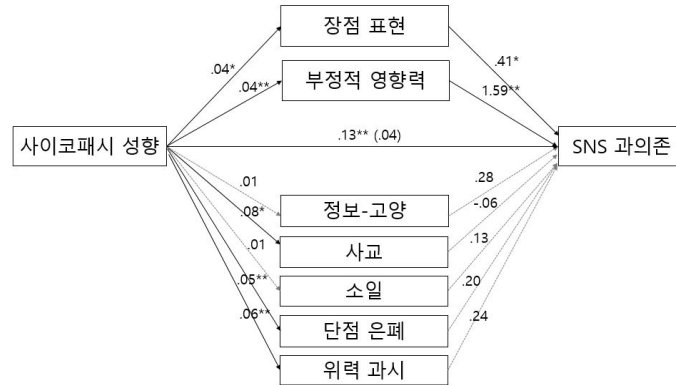 장점 표현
.04*
.41*
부정적 영향력
.04**
1.59**
사이코패시 성향
.13** (.04)
SNS 과의존
.01
.28
정보-고양
.08*
-.06
사교
.01
.13
소일
.05**
.20
단점 은폐
.06**
.24
위력 과시